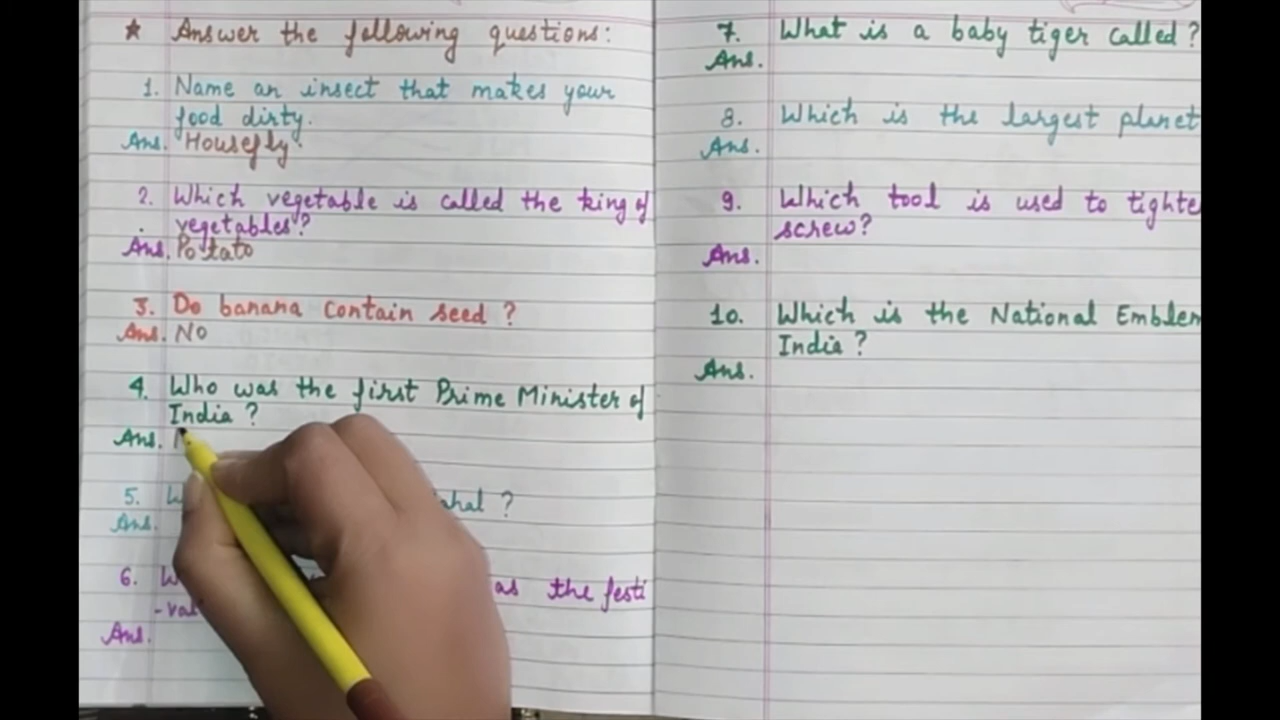 ★ Answer the following questions:
1. Name an insect that makes your
food dirty.
Ans. Housefly.
2. Which vegetable is called the king of
vegetables?
Ans. Potato
3. Do banana contain seed ?
Ans. No
4. Who was the first Prime Minister of
India ?
Ans.
5. ?
Ans.
6. as the festi
Ans.
7. What is a baby tiger called ?
Ans.
8. Which is the largest planet
Ans.
9. Which tool is used to tighte
screw?
Ans.
10. Which is the National Emblem
India ?
Ans.